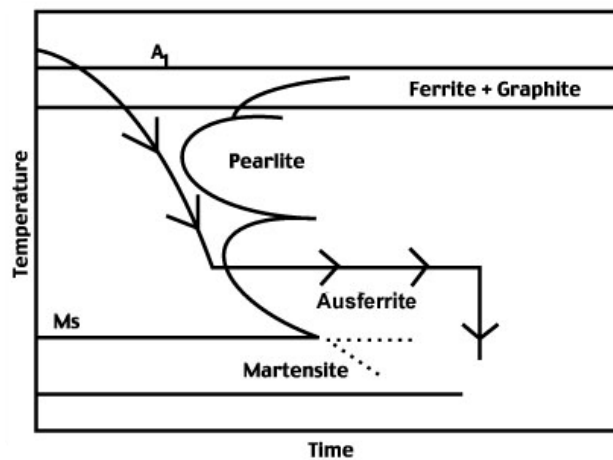 A1
Ferrite + Graphite
Pearlite
Temperature
Ausferrite
Ms
Martensite
Time